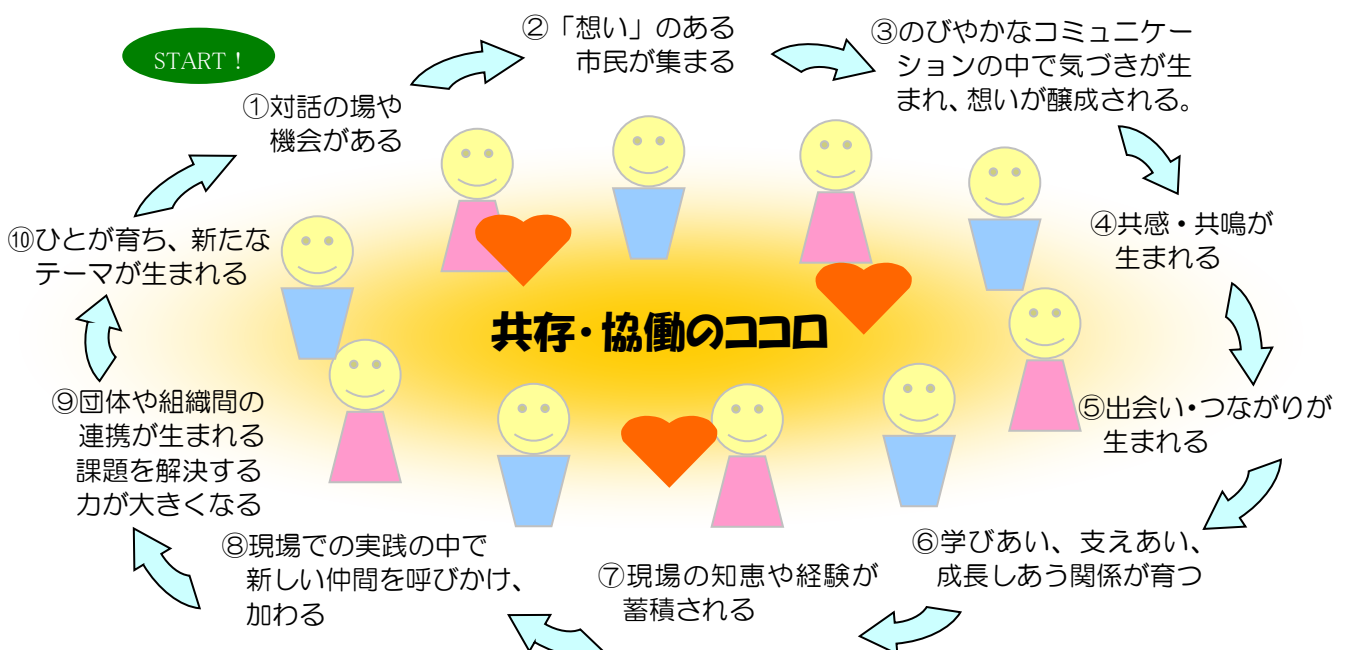 START！
①対話の場や
機会がある
②「想い」のある
市民が集まる
③のびやかなコミュニケー
ションの中で気づきが生
まれ、想いが醸成される。
④共感・共鳴が
生まれる
⑤出会い・つながりが
生まれる
⑥学びあい、支えあい、
成長しあう関係が育つ
⑦現場の知恵や経験が
蓄積される
⑧現場での実践の中で
新しい仲間を呼びかけ、
加わる
⑨団体や組織間の
連携が生まれる
課題を解決する
力が大きくなる
⑩ひとが育ち、新たな
テーマが生まれる
共存・協働のココロ